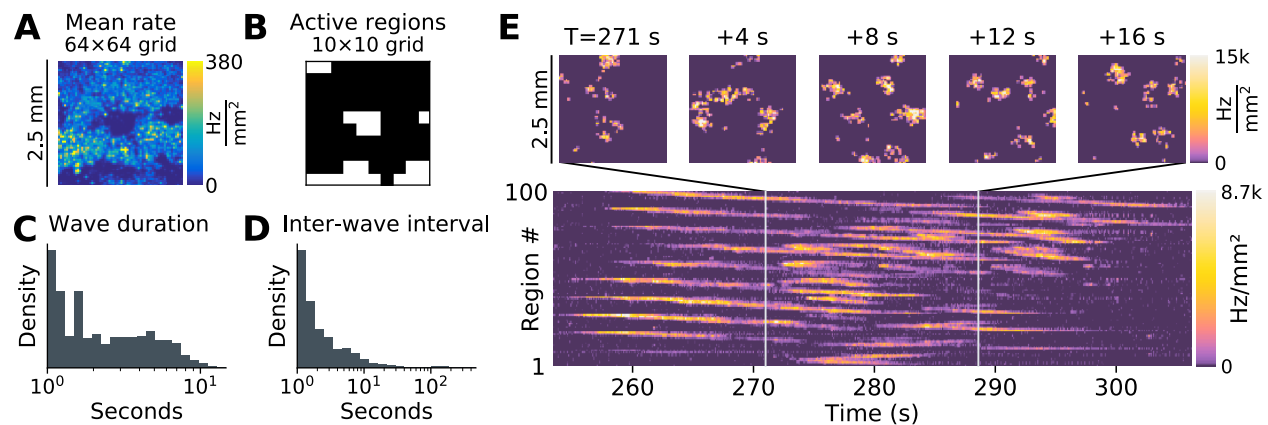 A
Mean rate
64×64 grid
2.5 mm
380
0
Hz
mm²
B
Active regions
10×10 grid
C
Wave duration
Density
10⁰
10¹
Seconds
D
Inter-wave interval
Density
10⁰
10¹
10²
Seconds
E
T=271 s
+4 s
+8 s
+12 s
+16 s
2.5 mm
15k
0
Hz
mm²
100
1
Region #
260
270
280
290
300
Time (s)
8.7k
0
Hz/mm²